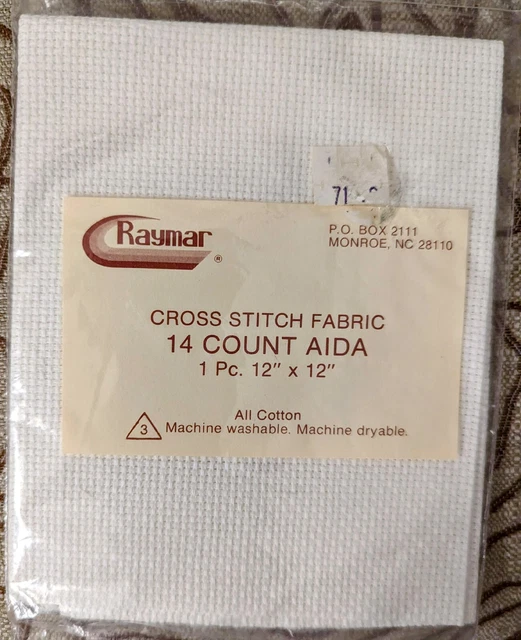 71
Raymar ®
P.O. BOX 2111
MONROE, NC 28110
CROSS STITCH FABRIC
14 COUNT AIDA
1 Pc. 12" x 12"
All Cotton
3 Machine washable. Machine dryable.